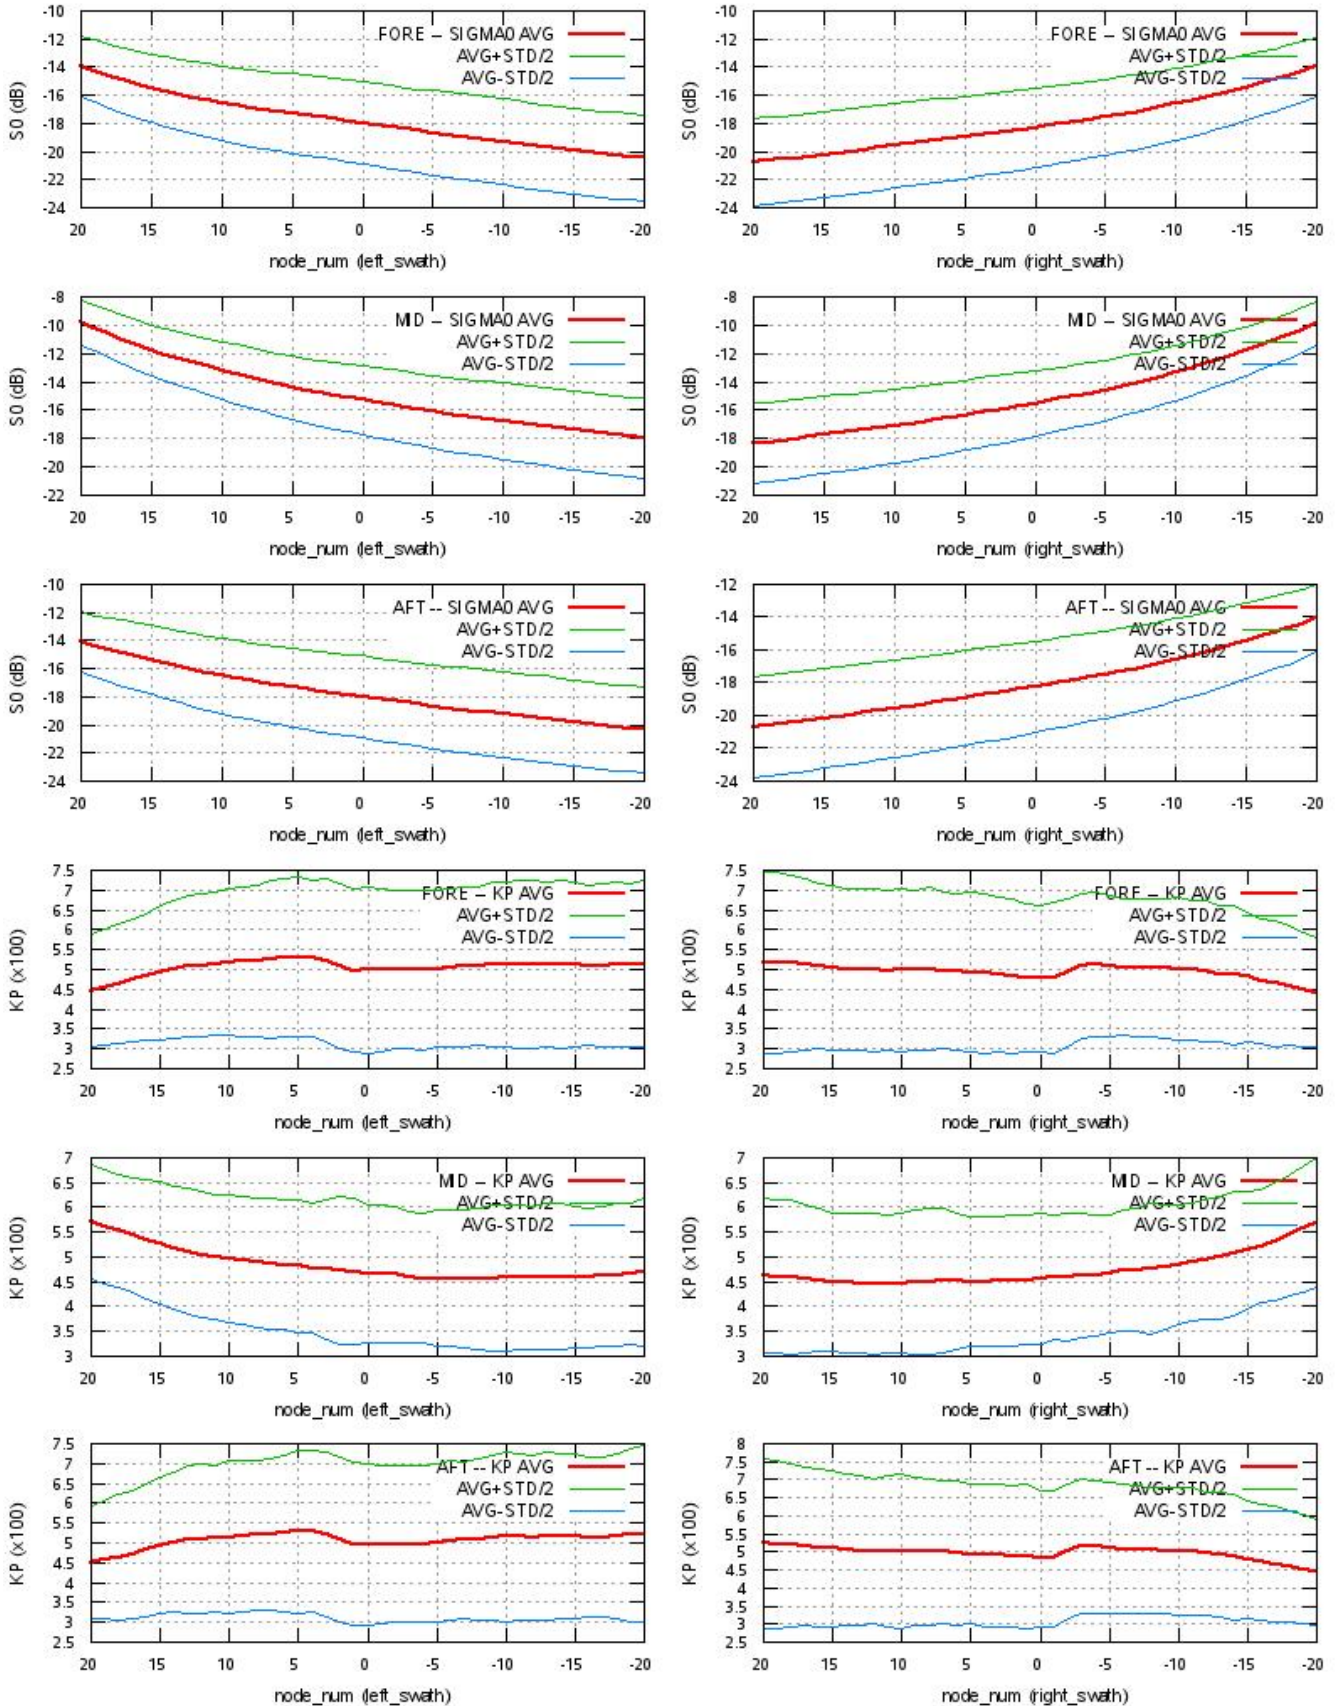 -10
-12
-14
-16
-18
-20
-22
-24
S0 (dB)
FORE -- SIGMA0 AVG
AVG+STD/2
AVG-STD/2
20 15 10 5 0 -5 -10 -15 -20
node_num (left_swath)
-10
-12
-14
-16
-18
-20
-22
-24
S0 (dB)
FORE -- SIGMA0 AVG
AVG+STD/2
AVG-STD/2
20 15 10 5 0 -5 -10 -15 -20
node_num (right_swath)
-8
-10
-12
-14
-16
-18
-20
-22
S0 (dB)
MID -- SIGMA0 AVG
AVG+STD/2
AVG-STD/2
20 15 10 5 0 -5 -10 -15 -20
node_num (left_swath)
-8
-10
-12
-14
-16
-18
-20
-22
S0 (dB)
MID -- SIGMA0 AVG
AVG+STD/2
AVG-STD/2
20 15 10 5 0 -5 -10 -15 -20
node_num (right_swath)
-10
-12
-14
-16
-18
-20
-22
-24
S0 (dB)
AFT -- SIGMA0 AVG
AVG+STD/2
AVG-STD/2
20 15 10 5 0 -5 -10 -15 -20
node_num (left_swath)
-12
-14
-16
-18
-20
-22
-24
S0 (dB)
AFT -- SIGMA0 AVG
AVG+STD/2
AVG-STD/2
20 15 10 5 0 -5 -10 -15 -20
node_num (right_swath)
7.5
7
6.5
6
5.5
5
4.5
4
3.5
3
2.5
KP (x100)
FORE -- KP AVG
AVG+STD/2
AVG-STD/2
20 15 10 5 0 -5 -10 -15 -20
node_num (left_swath)
7.5
7
6.5
6
5.5
5
4.5
4
3.5
3
2.5
KP (x100)
FORE -- KP AVG
AVG+STD/2
AVG-STD/2
20 15 10 5 0 -5 -10 -15 -20
node_num (right_swath)
7
6.5
6
5.5
5
4.5
4
3.5
3
KP (x100)
MID -- KP AVG
AVG+STD/2
AVG-STD/2
20 15 10 5 0 -5 -10 -15 -20
node_num (left_swath)
7
6.5
6
5.5
5
4.5
4
3.5
3
KP (x100)
MID -- KP AVG
AVG+STD/2
AVG-STD/2
20 15 10 5 0 -5 -10 -15 -20
node_num (right_swath)
7.5
7
6.5
6
5.5
5
4.5
4
3.5
3
2.5
KP (x100)
AFT -- KP AVG
AVG+STD/2
AVG-STD/2
20 15 10 5 0 -5 -10 -15 -20
node_num (left_swath)
8
7.5
7
6.5
6
5.5
5
4.5
4
3.5
3
2.5
KP (x100)
AFT -- KP AVG
AVG+STD/2
AVG-STD/2
20 15 10 5 0 -5 -10 -15 -20
node_num (right_swath)